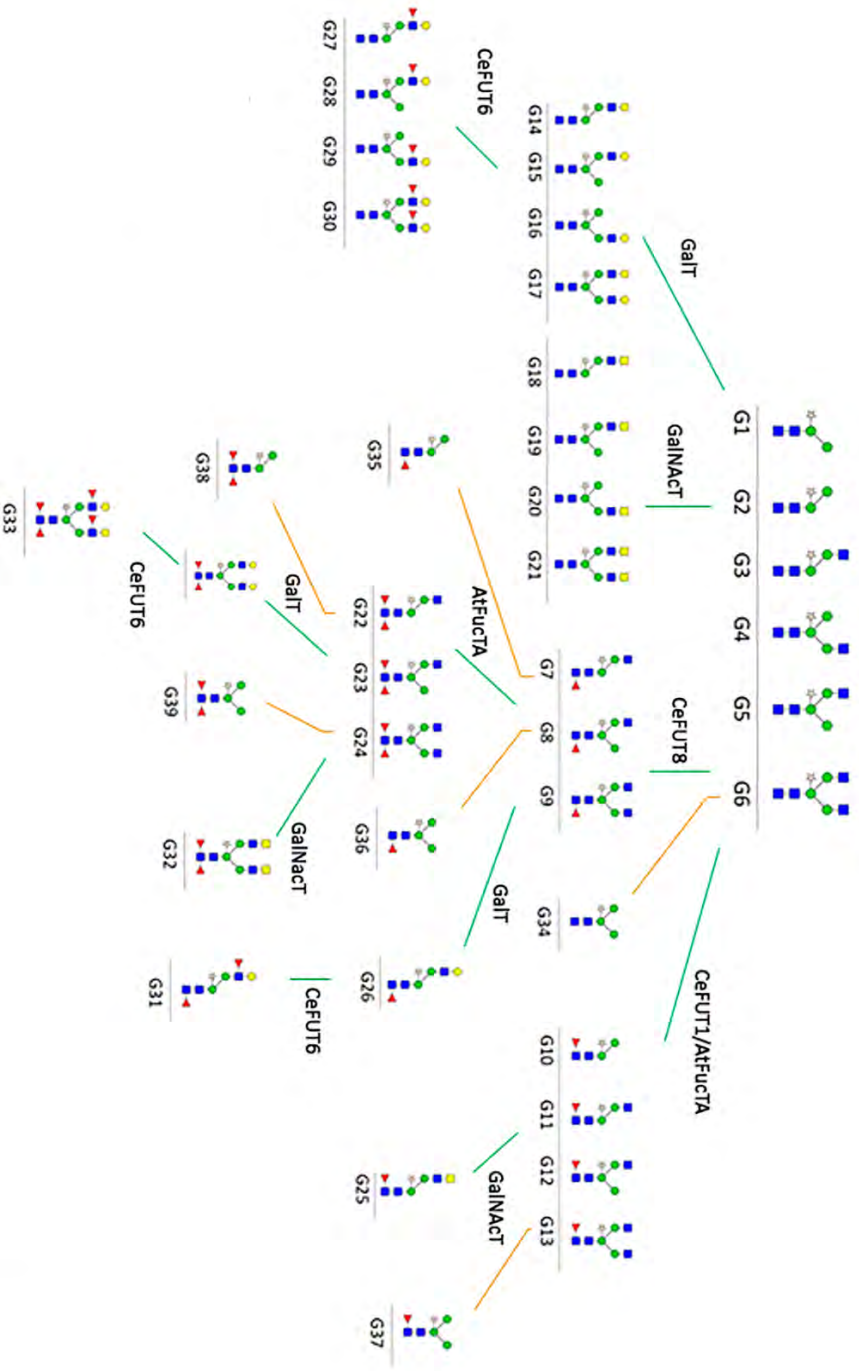 G1
G2
G3
G4
G5
G6
GalT
GalNAcT
CeFUT8
CeFUT1/AtFucTA
G14
G15
G16
G17
G18
G19
G20
G21
G7
G8
G9
G34
G10
G11
G12
G13
CeFUT6
AtFucTA
GalT
GalNAcT
G27
G28
G29
G30
G35
G22
G23
G24
G36
G26
G25
G37
GalT
GalNacT
CeFUT6
G38
G39
G32
G31
CeFUT6
G33